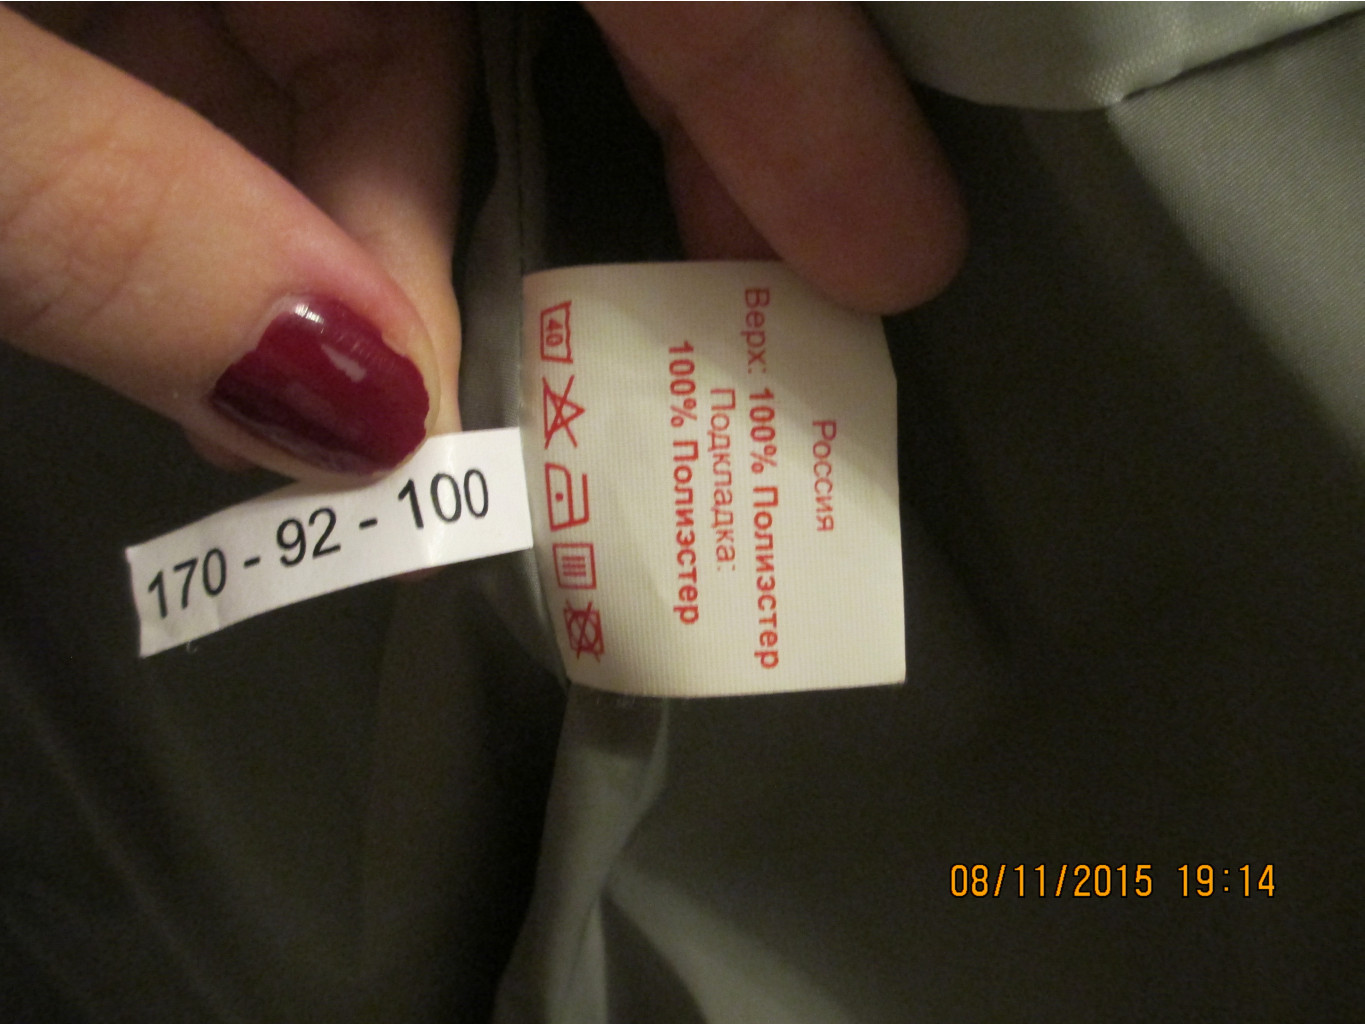 Россия
Верх: 100% Полиэстер
Подкладка:
100% Полиэстер
40
170 - 92 - 100
08/11/2015 19:14